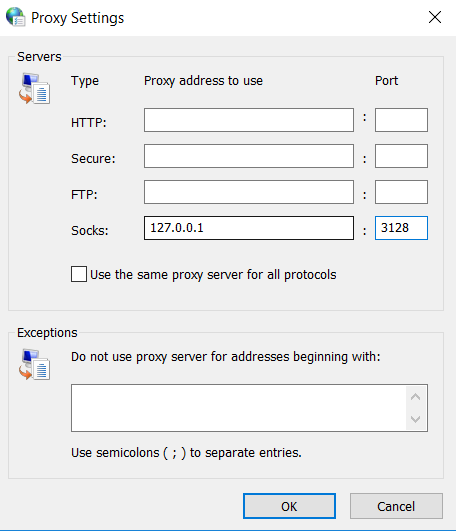 Proxy Settings
Servers
Type Proxy address to use Port
HTTP: :
Secure: :
FTP: :
Socks: 127.0.0.1 : 3128
Use the same proxy server for all protocols
Exceptions
Do not use proxy server for addresses beginning with:
Use semicolons ( ; ) to separate entries.
OK Cancel